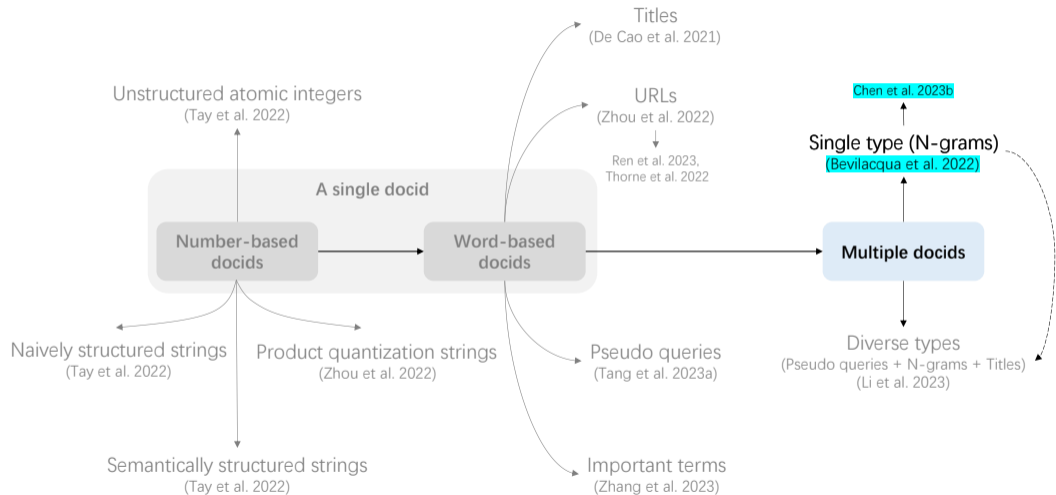 Titles
(De Cao et al. 2021)
Unstructured atomic integers
(Tay et al. 2022)
URLs
(Zhou et al. 2022)
Ren et al. 2023,
Thorne et al. 2022
Chen et al. 2023b
Single type (N-grams)
(Bevilacqua et al. 2022)
A single docid
Number-based
docids
Word-based
docids
Multiple docids
Naively structured strings
(Tay et al. 2022)
Product quantization strings
(Zhou et al. 2022)
Pseudo queries
(Tang et al. 2023a)
Diverse types
(Pseudo queries + N-grams + Titles)
(Li et al. 2023)
Semantically structured strings
(Tay et al. 2022)
Important terms
(Zhang et al. 2023)